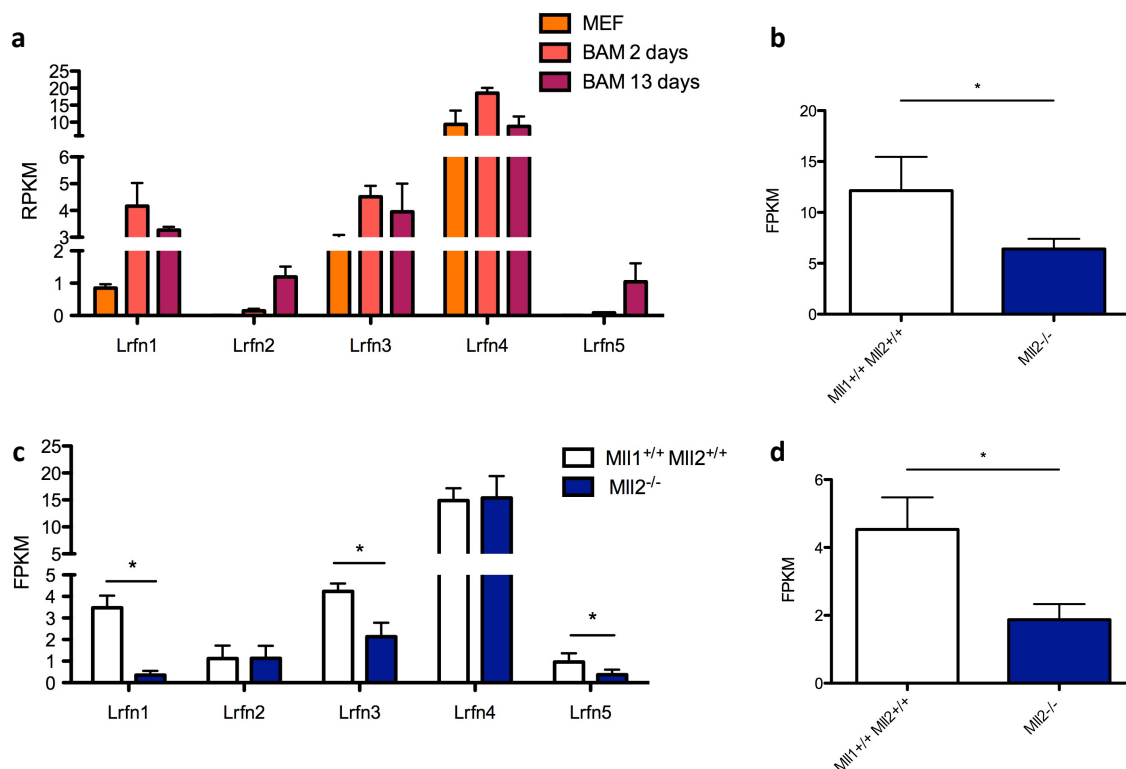 a
MEF
BAM 2 days
BAM 13 days
RPKM
25
20
15
10
6
5
4
3
2
1
0
Lrfn1 Lrfn2 Lrfn3 Lrfn4 Lrfn5
b
*
FPKM
20
15
10
5
0
Mll1+/+ Mll2+/+
Mll2-/-
c
Mll1+/+ Mll2+/+
Mll2-/-
FPKM
25
20
15
10
5
5
4
3
2
1
0
*
*
*
Lrfn1 Lrfn2 Lrfn3 Lrfn4 Lrfn5
d
*
FPKM
6
4
2
0
Mll1+/+ Mll2+/+
Mll2-/-